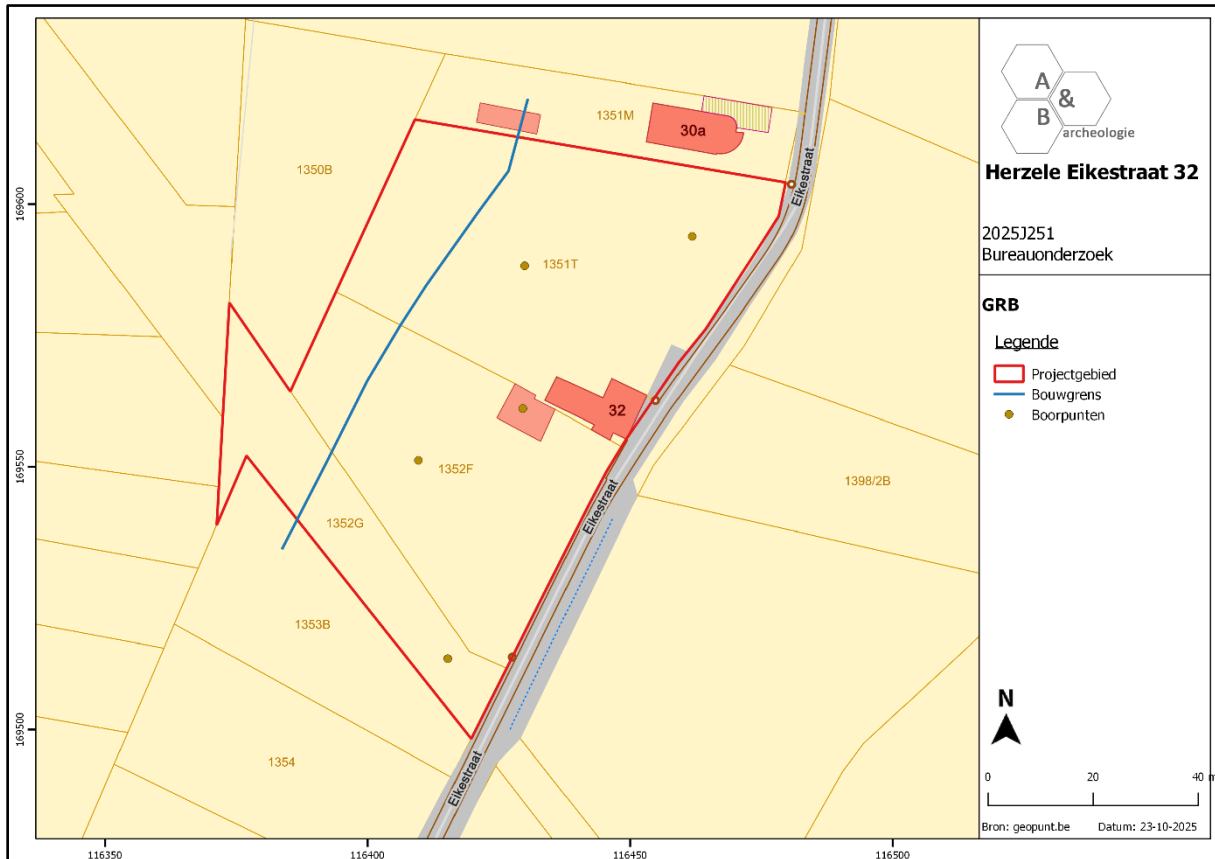 1351M
30a
1350B
Eikestraat
1351T
32
1352F
1398/2B
Eikestraat
1352G
1353B
1354
Eikestraat
169600
169550
169500
116350
116400
116450
116500
A
&
B
archeologie
Herzele Eikestraat 32
2025J251
Bureauonderzoek
GRB
Legende
Projectgebied
Bouwgrens
Boorpunten
N
0 20 40 m
Bron: geopunt.be Datum: 23-10-2025